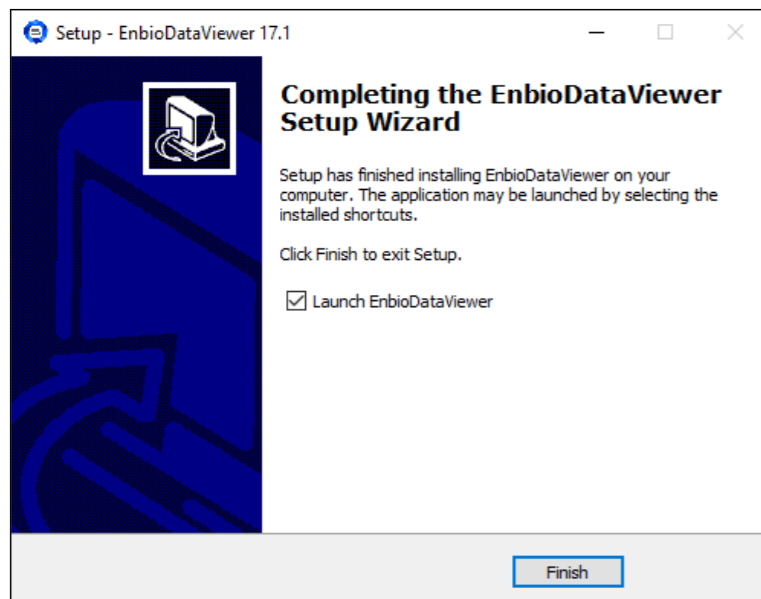 Setup - EnbioDataViewer 17.1
Completing the EnbioDataViewer
Setup Wizard
Setup has finished installing EnbioDataViewer on your
computer. The application may be launched by selecting the
installed shortcuts.
Click Finish to exit Setup.
Launch EnbioDataViewer
Finish